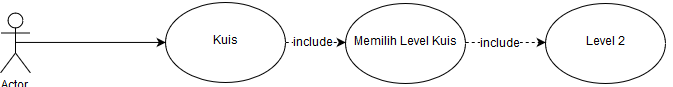 Kuis
include
Memilih Level Kuis
include
Level 2
Actor